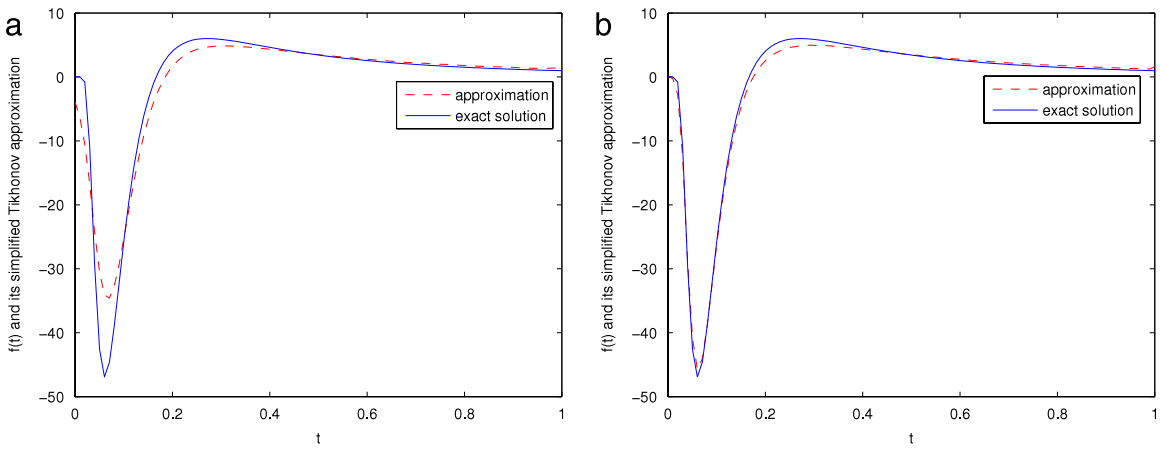 a
f(t) and its simplified Tikhonov approximation
10
0
−10
−20
−30
−40
−50
0
0.2
0.4
0.6
0.8
1
t
approximation
exact solution
b
f(t) and its simplified Tikhonov approximation
10
0
−10
−20
−30
−40
−50
0
0.2
0.4
0.6
0.8
1
t
approximation
exact solution